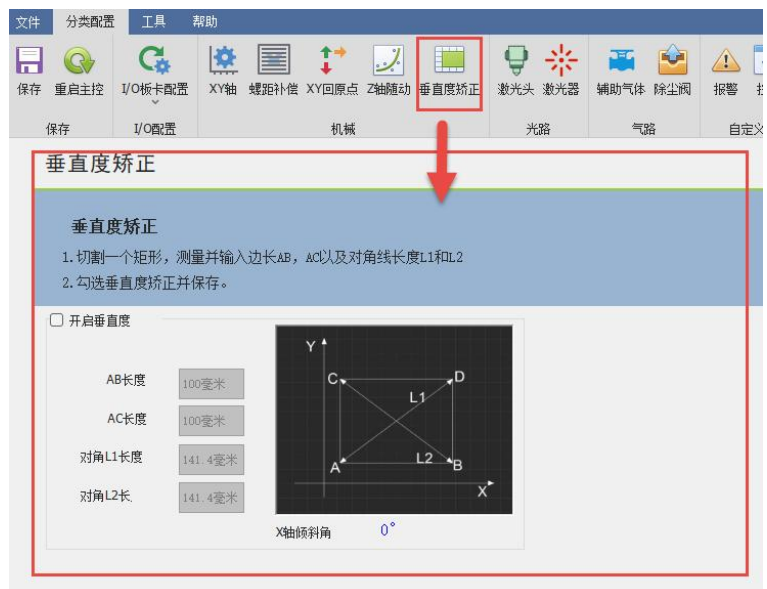 文件 分类配置 工具 帮助
保存 重启主控 I/O板卡配置 XY轴 螺距补偿 XY回原点 Z轴随动 垂直度矫正 激光头 激光器 辅助气体 除尘阀 报警
保存 I/O配置 机械 光路 气路 自定义
垂直度矫正
垂直度矫正
1.切割一个矩形，测量并输入边长AB，AC以及对角线长度L1和L2
2.勾选垂直度矫正并保存。
开启垂直度
AB长度 100毫米
AC长度 100毫米
对角L1长度 141.4毫米
对角L2长 141.4毫米
Y
C D
L1
A L2 B
X
X轴倾斜角 0°